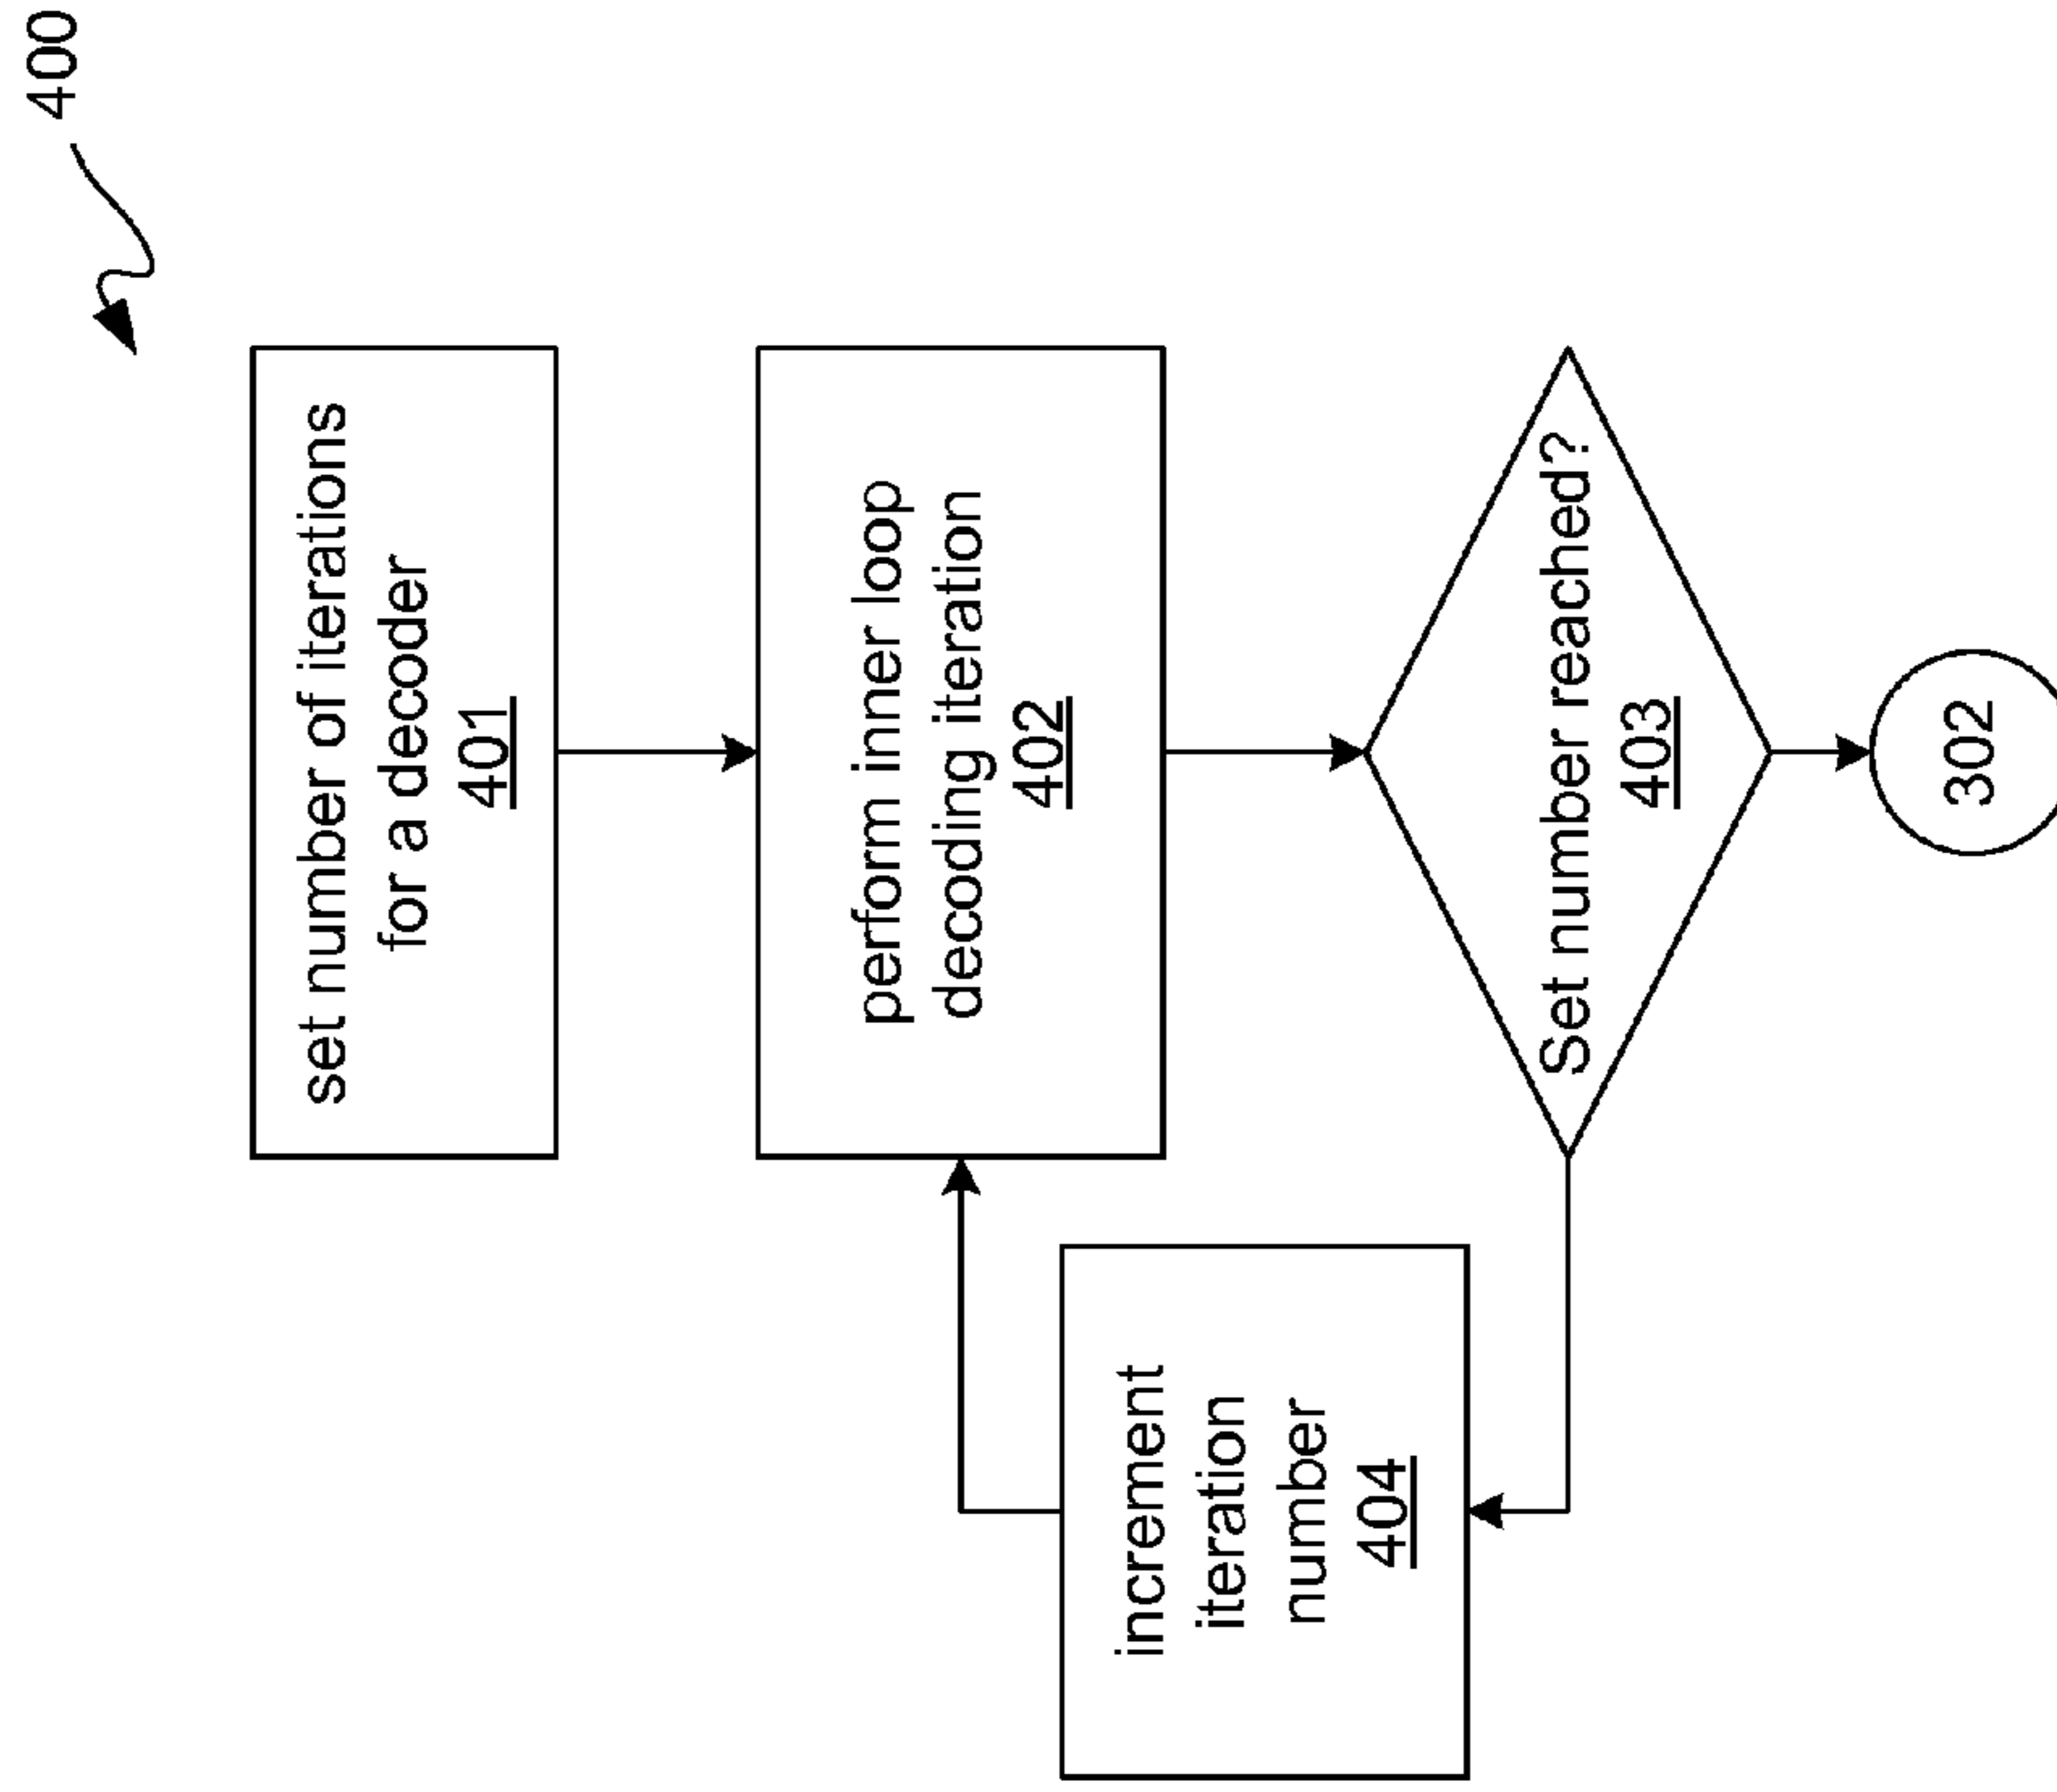 400
set number of iterations
for a decoder
401
perform inner loop
decoding iteration
402
Set number reached?
403
302
increment
iteration
number
404